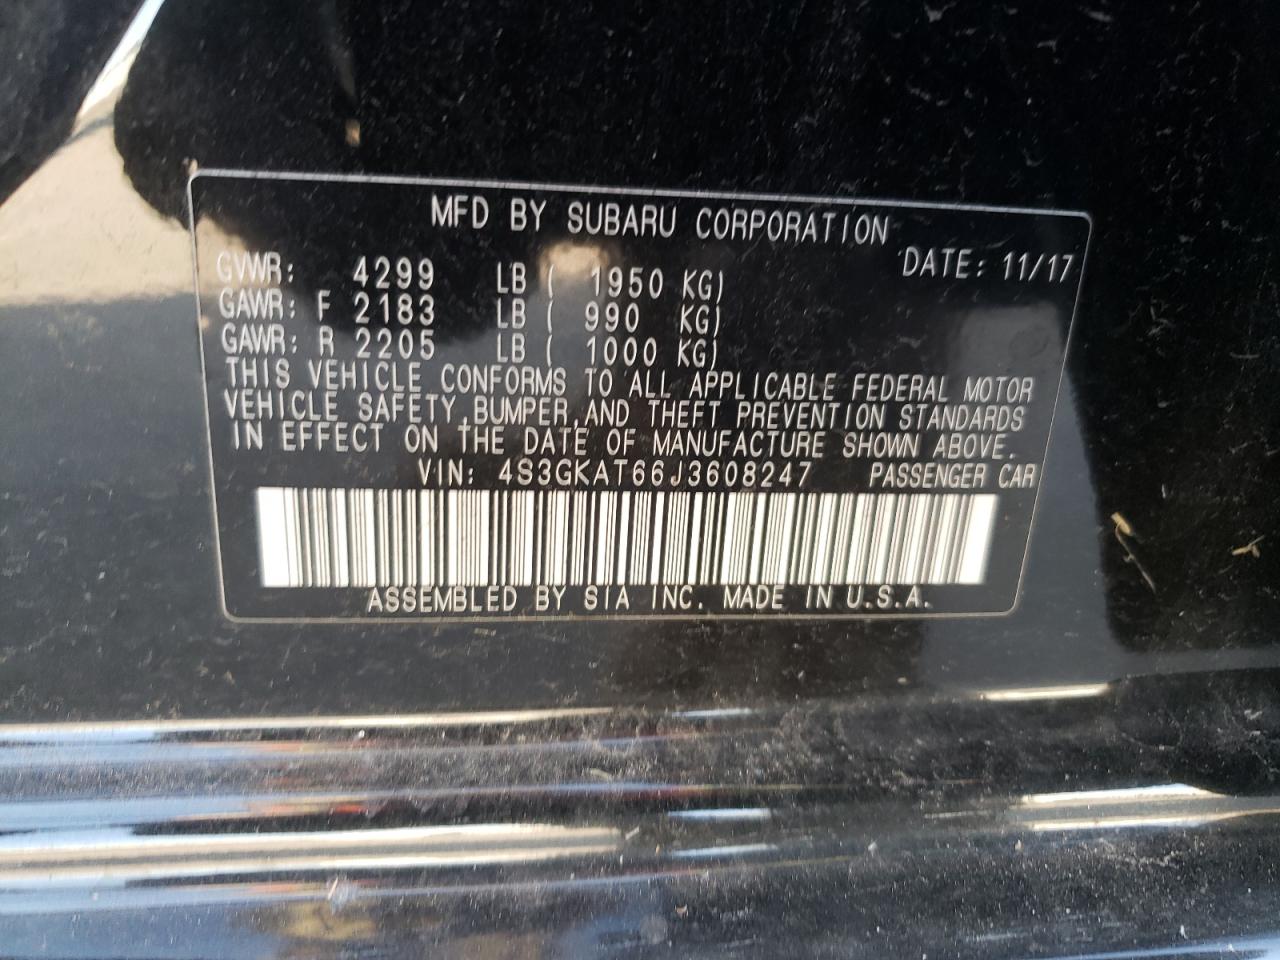 MFD BY SUBARU CORPORATION
DATE: 11/17
GVWR: 4299 LB ( 1950 KG)
GAWR: F 2183 LB ( 990 KG)
GAWR: R 2205 LB ( 1000 KG)
THIS VEHICLE CONFORMS TO ALL APPLICABLE FEDERAL MOTOR
VEHICLE SAFETY, BUMPER, AND THEFT PREVENTION STANDARDS
IN EFFECT ON THE DATE OF MANUFACTURE SHOWN ABOVE.
VIN: 4S3GKAT66J3608247 PASSENGER CAR
ASSEMBLED BY SIA INC. MADE IN U.S.A.